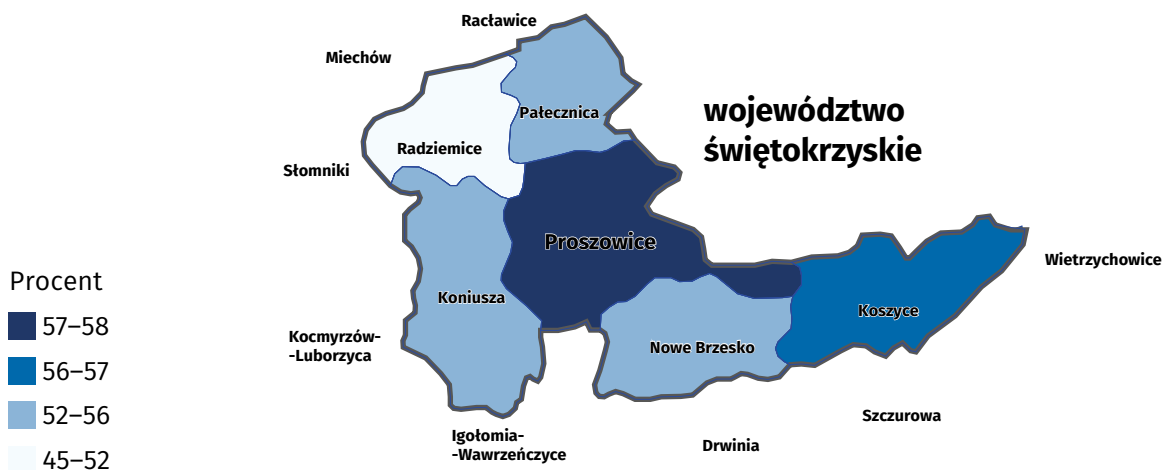 Racławice
Miechów
Pałecznica
województwo
świętokrzyskie
Radziemice
Słomniki
Proszowice
Wietrzychowice
Procent
57–58
56–57
52–56
45–52
Koniusza
Koszyce
Kocmyrzów-
-Luborzyca
Nowe Brzesko
Szczurowa
Igołomia-
-Wawrzeńczyce
Drwinia